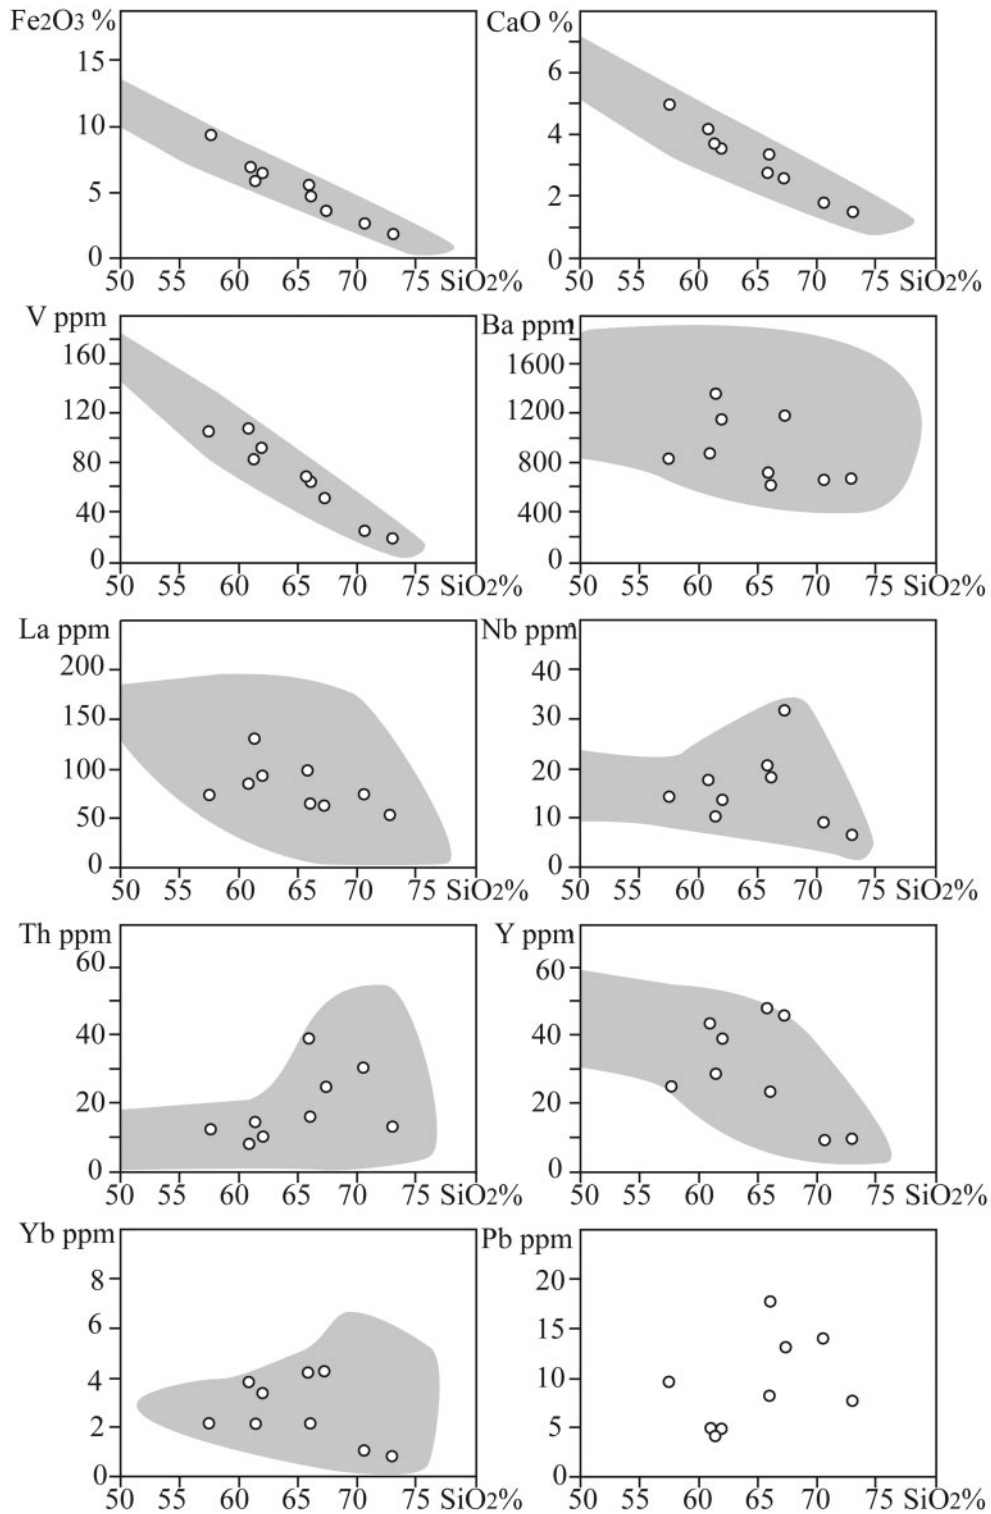 Fe2O3 %
15
10
5
0
50 55 60 65 70 75 SiO2%
CaO %
6
4
2
0
50 55 60 65 70 75 SiO2%
V ppm
160
120
80
40
0
50 55 60 65 70 75 SiO2%
Ba ppm
1600
1200
800
400
0
50 55 60 65 70 75 SiO2%
La ppm
200
150
100
50
0
50 55 60 65 70 75 SiO2%
Nb ppm
40
30
20
10
0
50 55 60 65 70 75 SiO2%
Th ppm
60
40
20
0
50 55 60 65 70 75 SiO2%
Y ppm
60
40
20
0
50 55 60 65 70 75 SiO2%
Yb ppm
8
6
4
2
0
50 55 60 65 70 75 SiO2%
Pb ppm
20
15
10
5
0
50 55 60 65 70 75 SiO2%